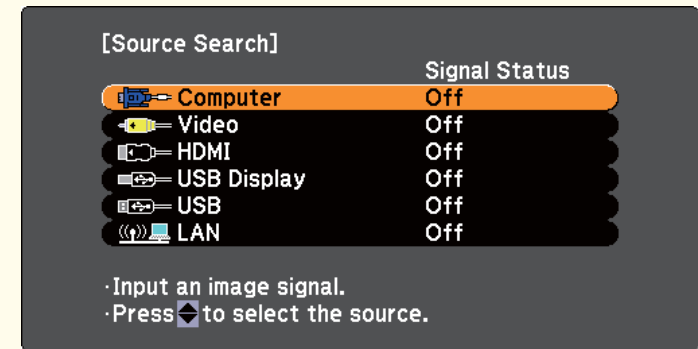 [Source Search]
Signal Status
Computer Off
Video Off
HDMI Off
USB Display Off
USB Off
LAN Off
·Input an image signal.
·Press to select the source.